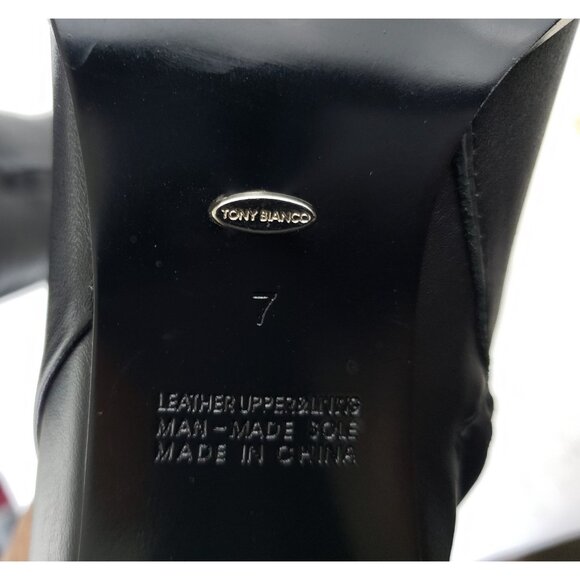 TONY BIANCO
7
LEATHER UPPER&LINING
MAN-MADE SOLE
MADE IN CHINA